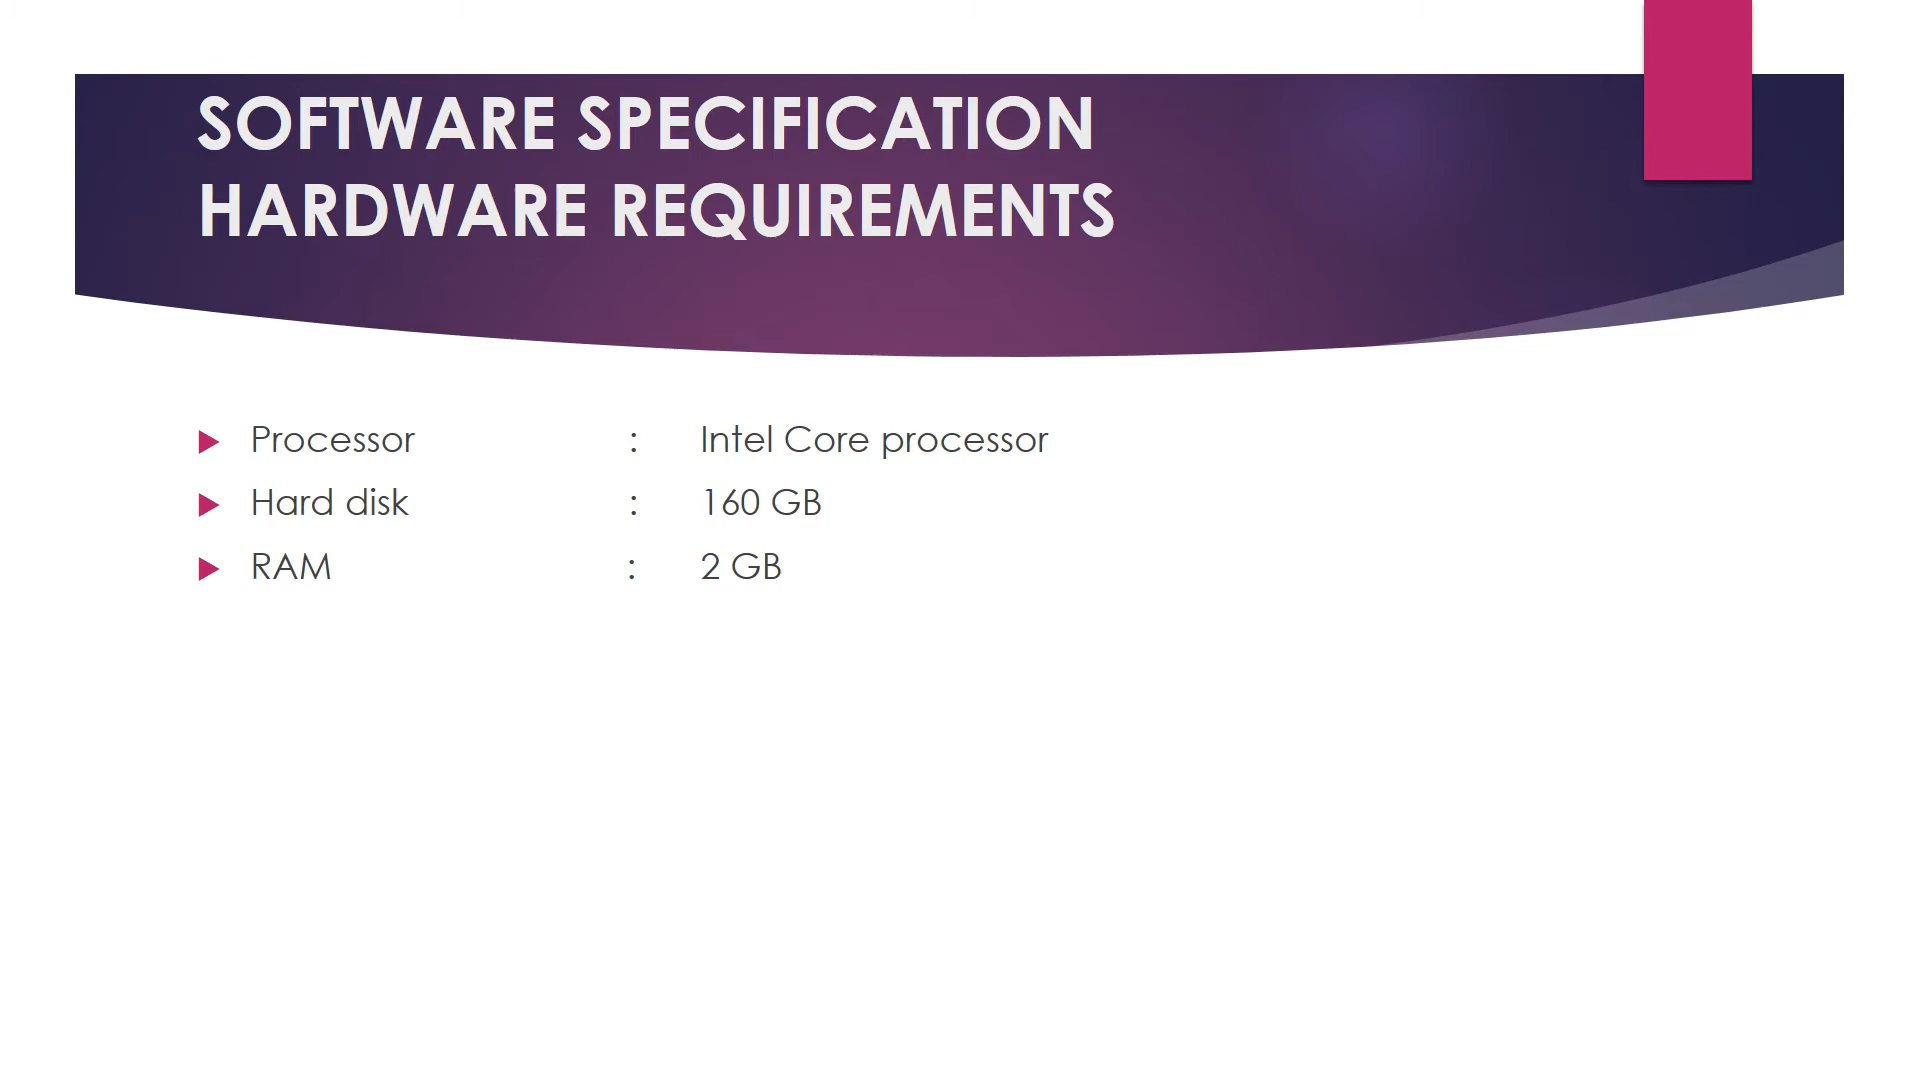 SOFTWARE SPECIFICATION
HARDWARE REQUIREMENTS
Processor : Intel Core processor
Hard disk : 160 GB
RAM : 2 GB